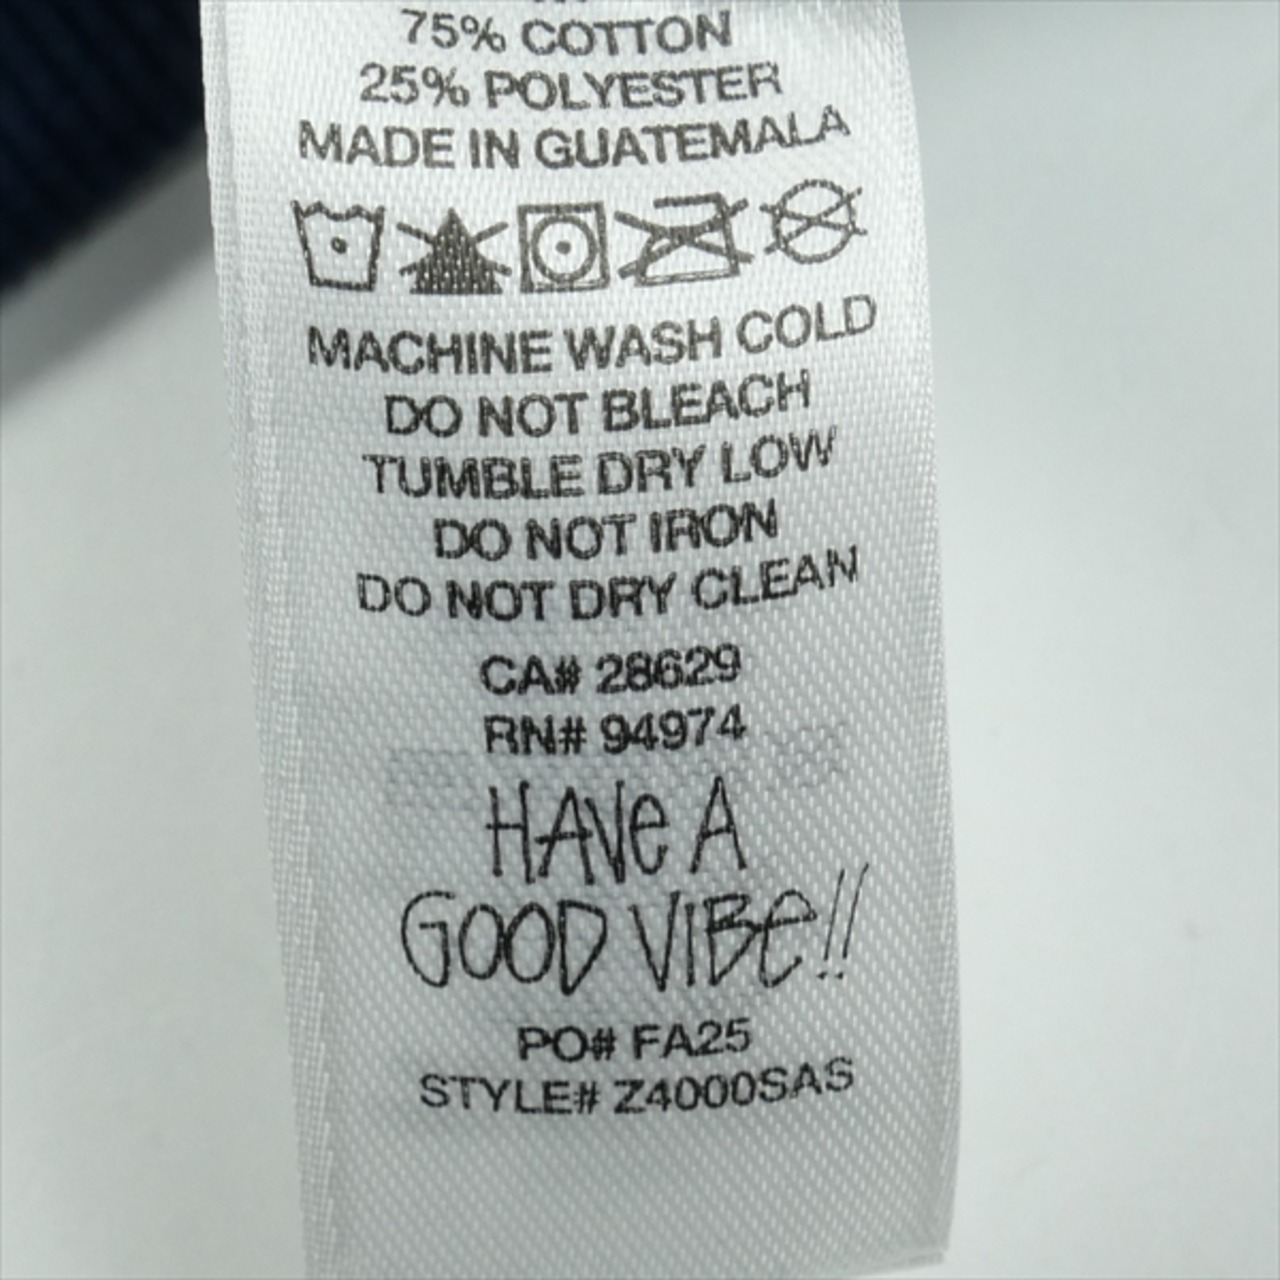 75% COTTON
25% POLYESTER
MADE IN GUATEMALA
MACHINE WASH COLD
DO NOT BLEACH
TUMBLE DRY LOW
DO NOT IRON
DO NOT DRY CLEAN
CA# 28629
RN# 94974
HAVe A
GOOD VIBe!!
PO# FA25
STYLE# Z4000SAS